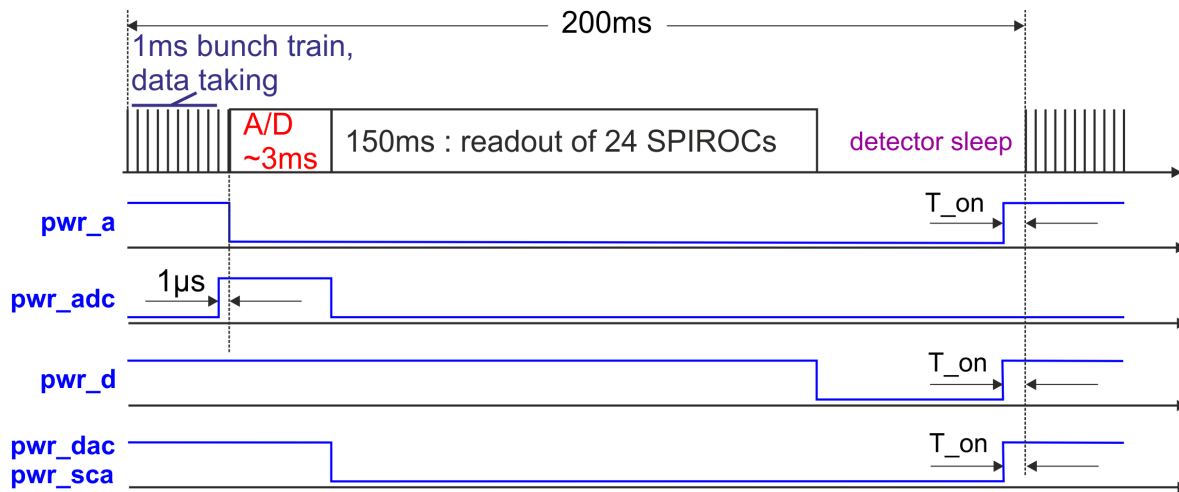 200ms
1ms bunch train,
data taking
A/D
~3ms
150ms : readout of 24 SPIROCs
detector sleep
pwr_a
T_on
1µs
pwr_adc
pwr_d
T_on
pwr_dac
pwr_sca
T_on